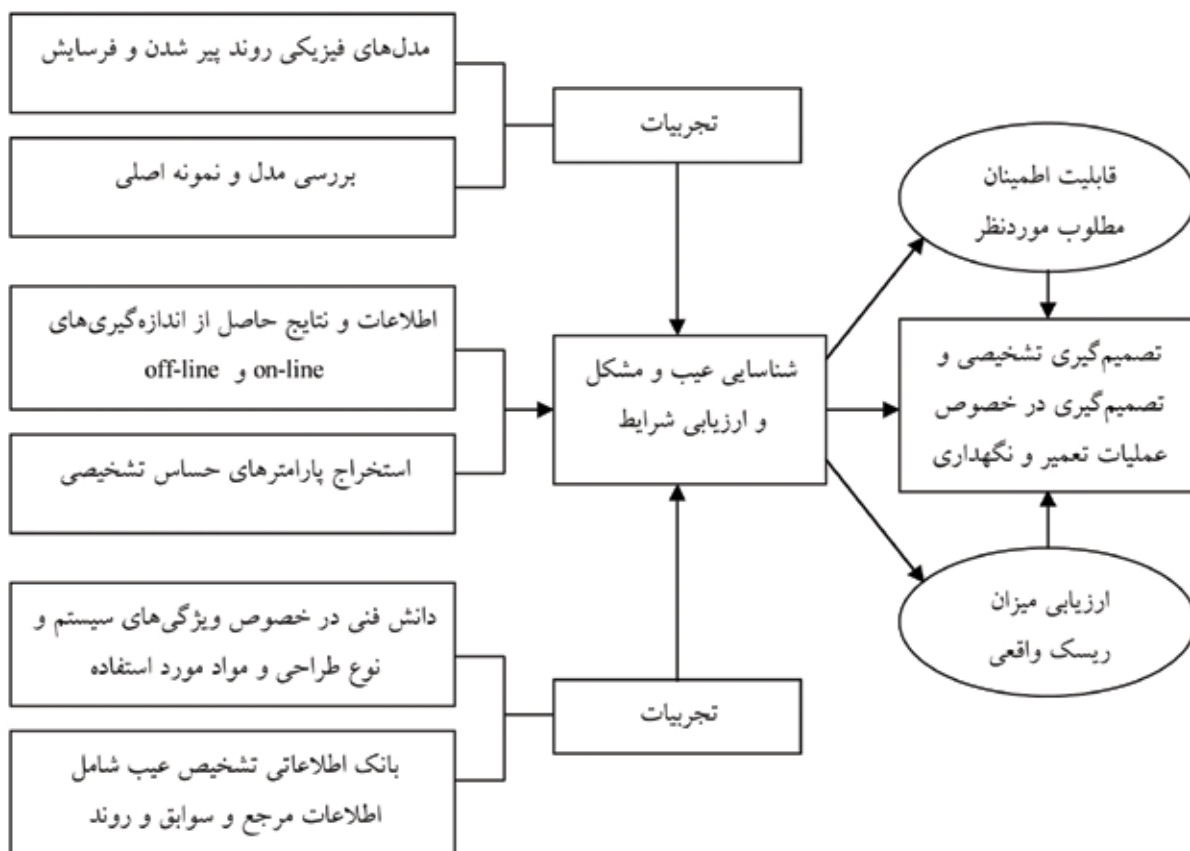 مدل‌های فیزیکی روند پیر شدن و فرسایش
بررسی مدل و نمونه اصلی
تجربیات
اطلاعات و نتایج حاصل از اندازه‌گیری‌های
on-line و off-line
استخراج پارامترهای حساس تشخیصی
شناسایی عیب و مشکل
و ارزیابی شرایط
دانش فنی در خصوص ویژگی‌های سیستم و
نوع طراحی و مواد مورد استفاده
بانک اطلاعاتی تشخیص عیب شامل
اطلاعات مرجع و سوابق و روند
تجربیات
قابلیت اطمینان
مطلوب موردنظر
تصمیم‌گیری تشخیصی و
تصمیم‌گیری در خصوص
عملیات تعمیر و نگهداری
ارزیابی میزان
ریسک واقعی